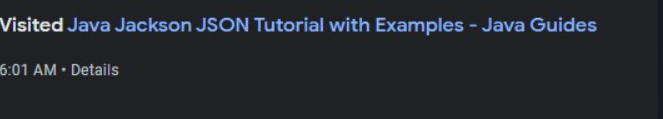 Visited Java Jackson JSON Tutorial with Examples - Java Guides
6:01 AM • Details